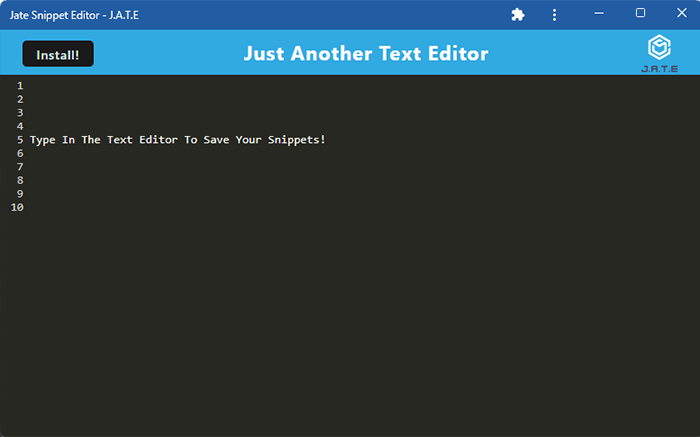 Jate Snippet Editor - J.A.T.E
Install!
Just Another Text Editor
J.A.T.E
1
2
3
4
5 Type In The Text Editor To Save Your Snippets!
6
7
8
9
10